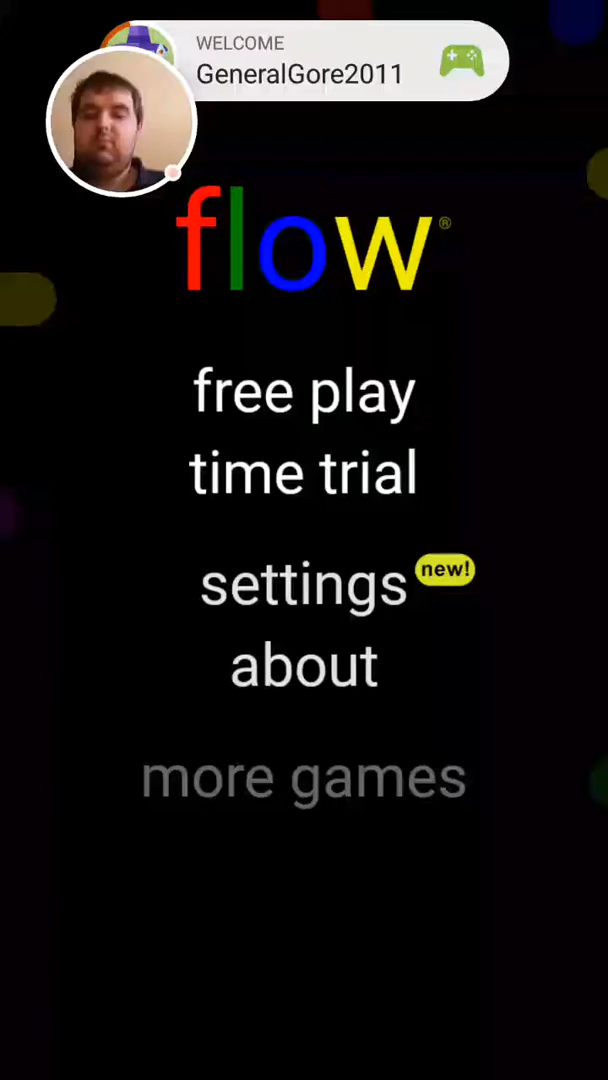 WELCOME
GeneralGore2011
flow®
free play
time trial
settings new!
about
more games